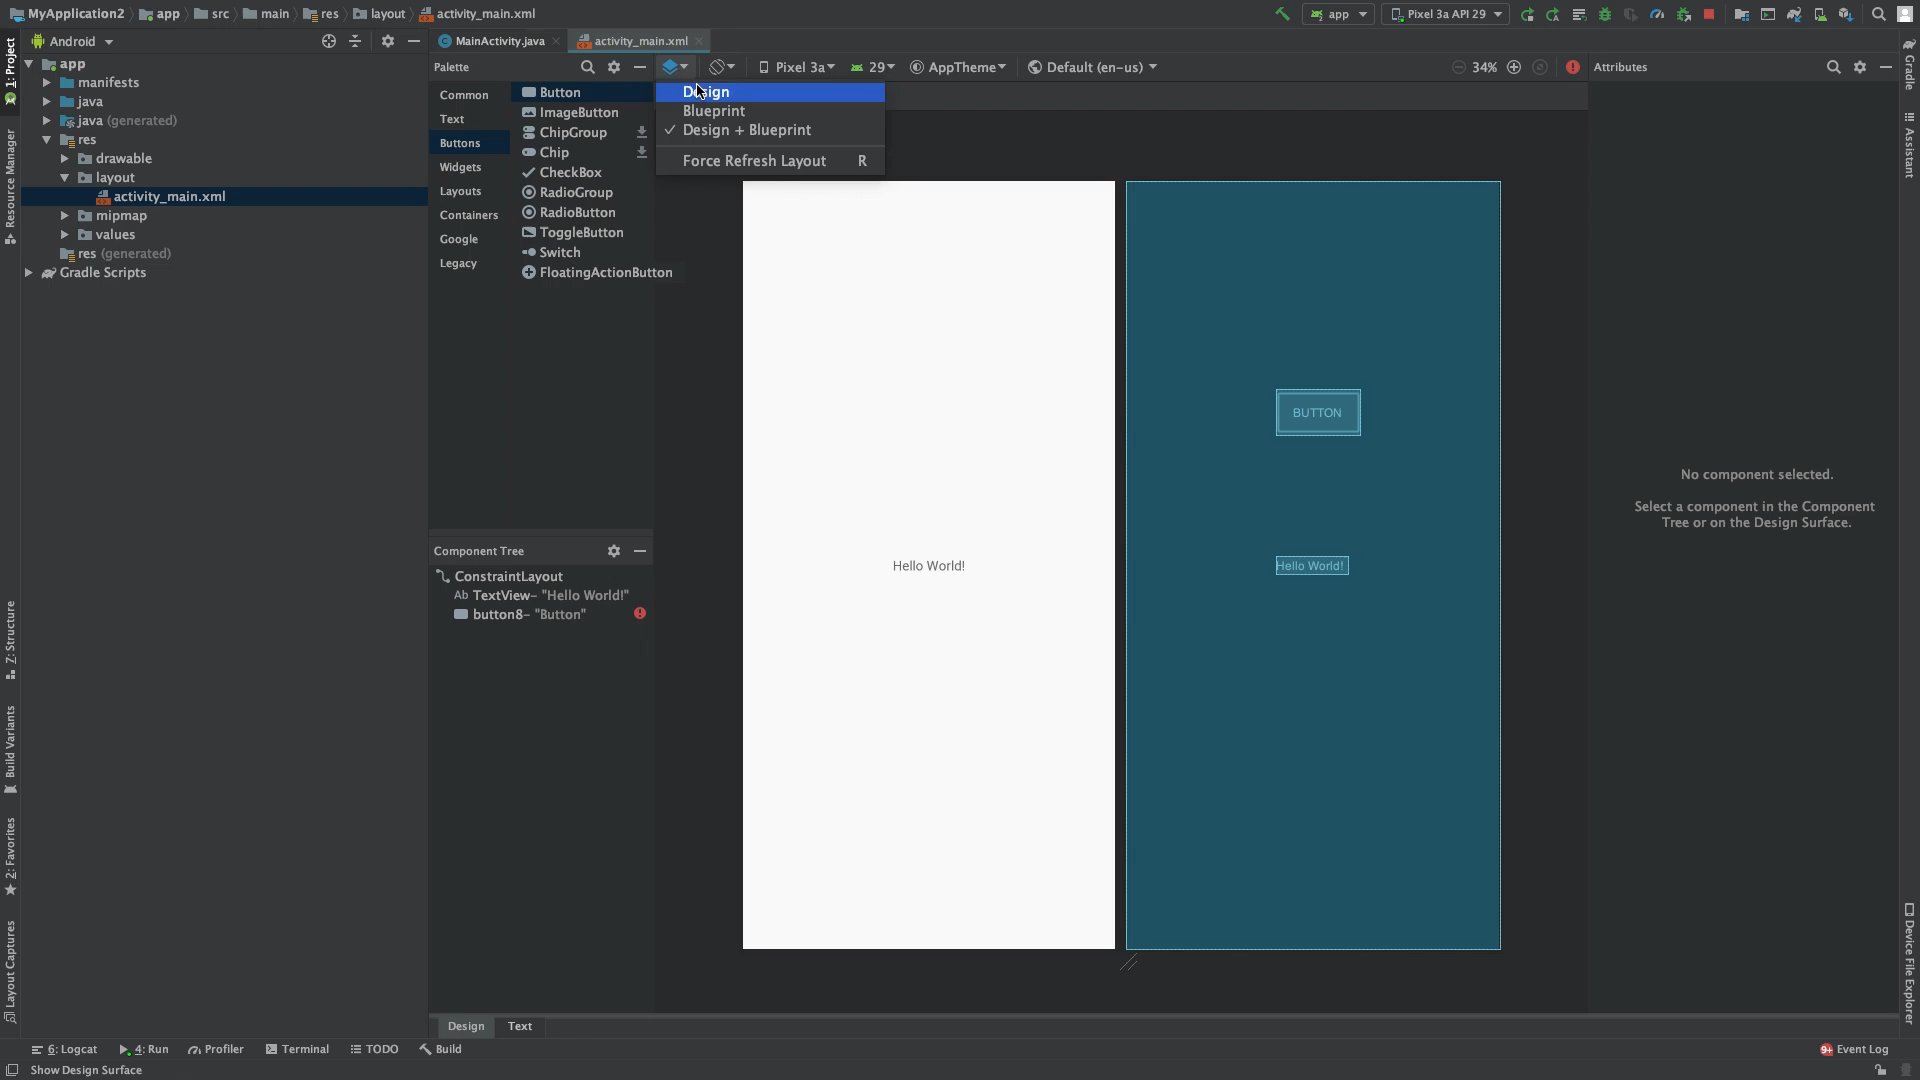 MyApplication2 app src main res layout activity_main.xml
app Pixel 3a API 29
1: Project
Resource Manager
Z: Structure
Build Variants
2: Favorites
Layout Captures
Android
app
manifests
java
java (generated)
res
drawable
layout
activity_main.xml
mipmap
values
res (generated)
Gradle Scripts
MainActivity.java activity_main.xml
Palette
Common
Text
Buttons
Widgets
Layouts
Containers
Google
Legacy
Button
ImageButton
ChipGroup
Chip
CheckBox
RadioGroup
RadioButton
ToggleButton
Switch
FloatingActionButton
Pixel 3a 29 AppTheme Default (en-us) 34%
Design
Blueprint
Design + Blueprint
Force Refresh Layout R
Hello World!
BUTTON
Hello World!
Component Tree
ConstraintLayout
Ab TextView- "Hello World!"
button8- "Button"
Attributes
No component selected.
Select a component in the Component
Tree or on the Design Surface.
Gradle
Assistant
Device File Explorer
Design Text
6: Logcat 4: Run Profiler Terminal TODO Build
9+ Event Log
Show Design Surface